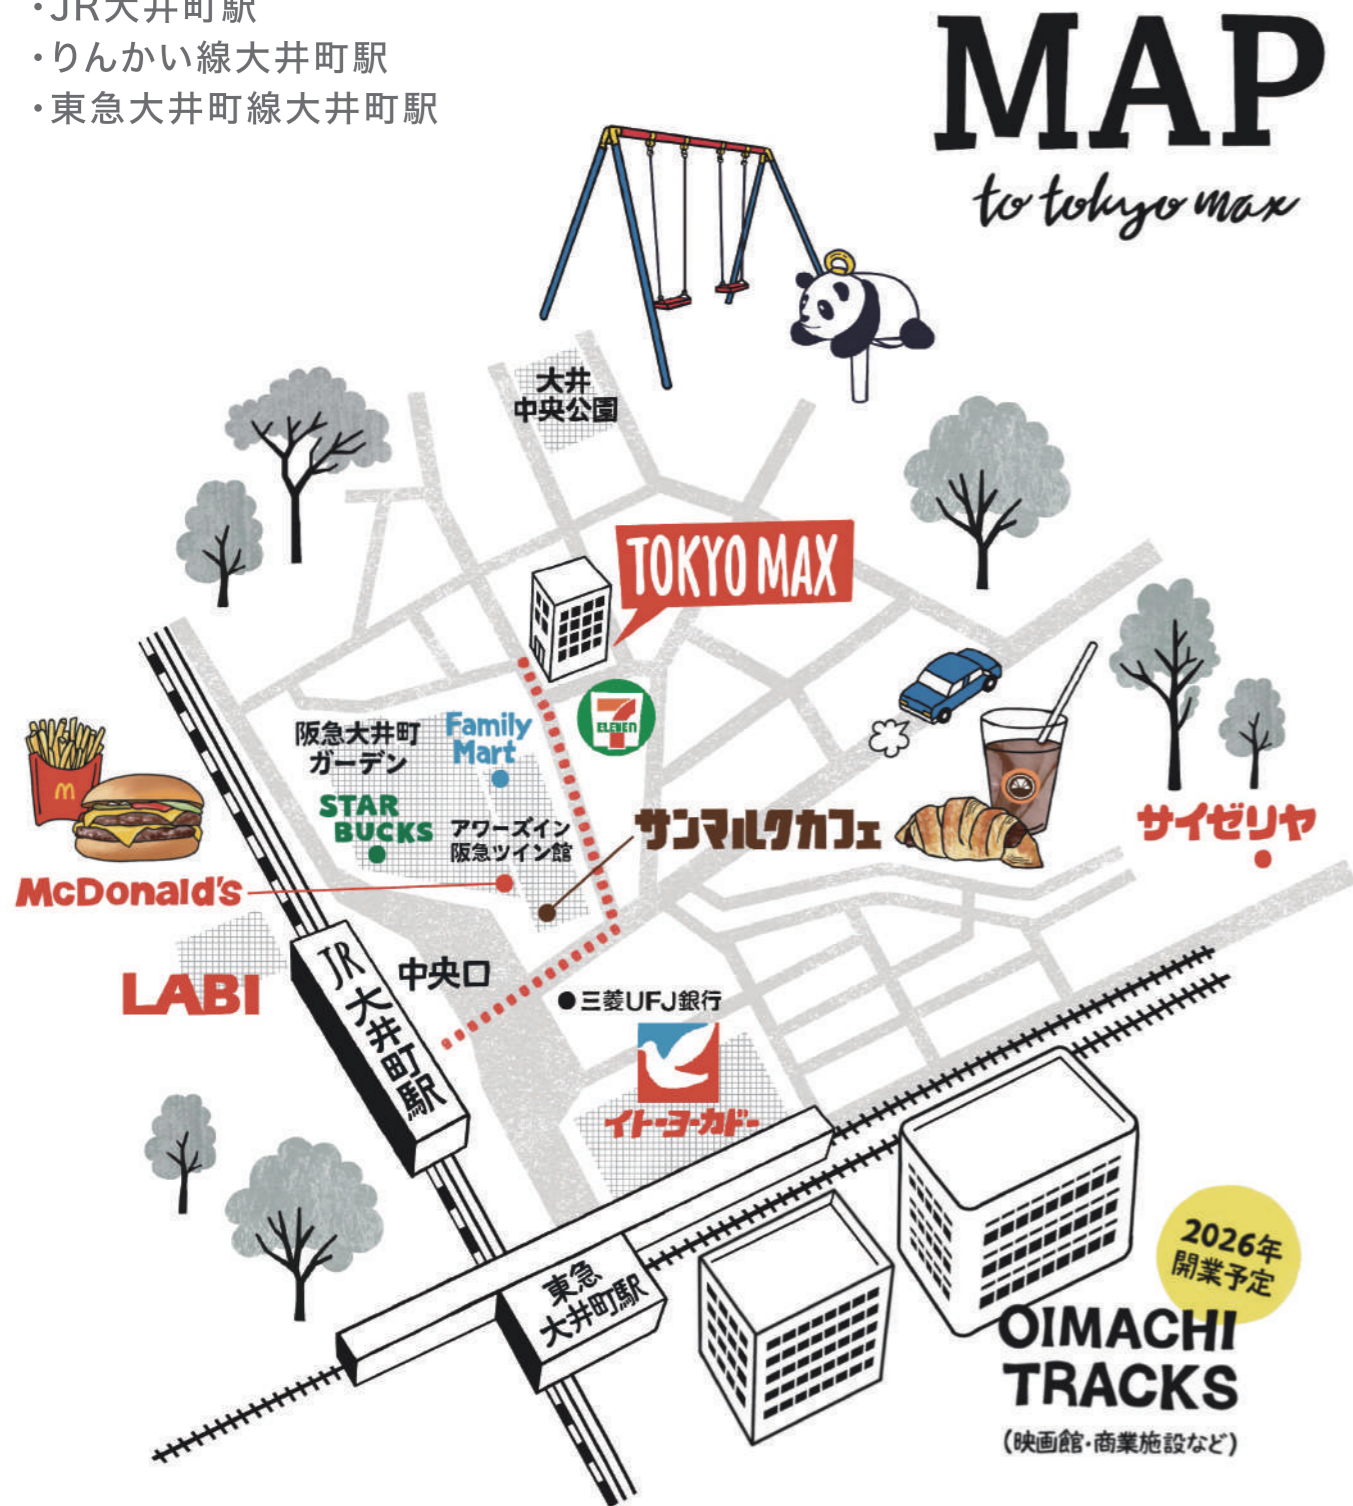 ・JR大井町駅
・りんかい線大井町駅
・東急大井町線大井町駅
MAP
to tokyo max
大井
中央公園
TOKYO MAX
阪急大井町
ガーデン
Family
Mart
7
ELEVEN
STAR
BUCKS
アワーズイン
阪急ツイン館
サンマルクカフェ
サイゼリヤ
M
McDonald's
LABI
JR大井町駅
中央口
●三菱UFJ銀行
イトーヨーカドー
東急
大井町駅
2026年
開業予定
OIMACHI
TRACKS
(映画館・商業施設など)